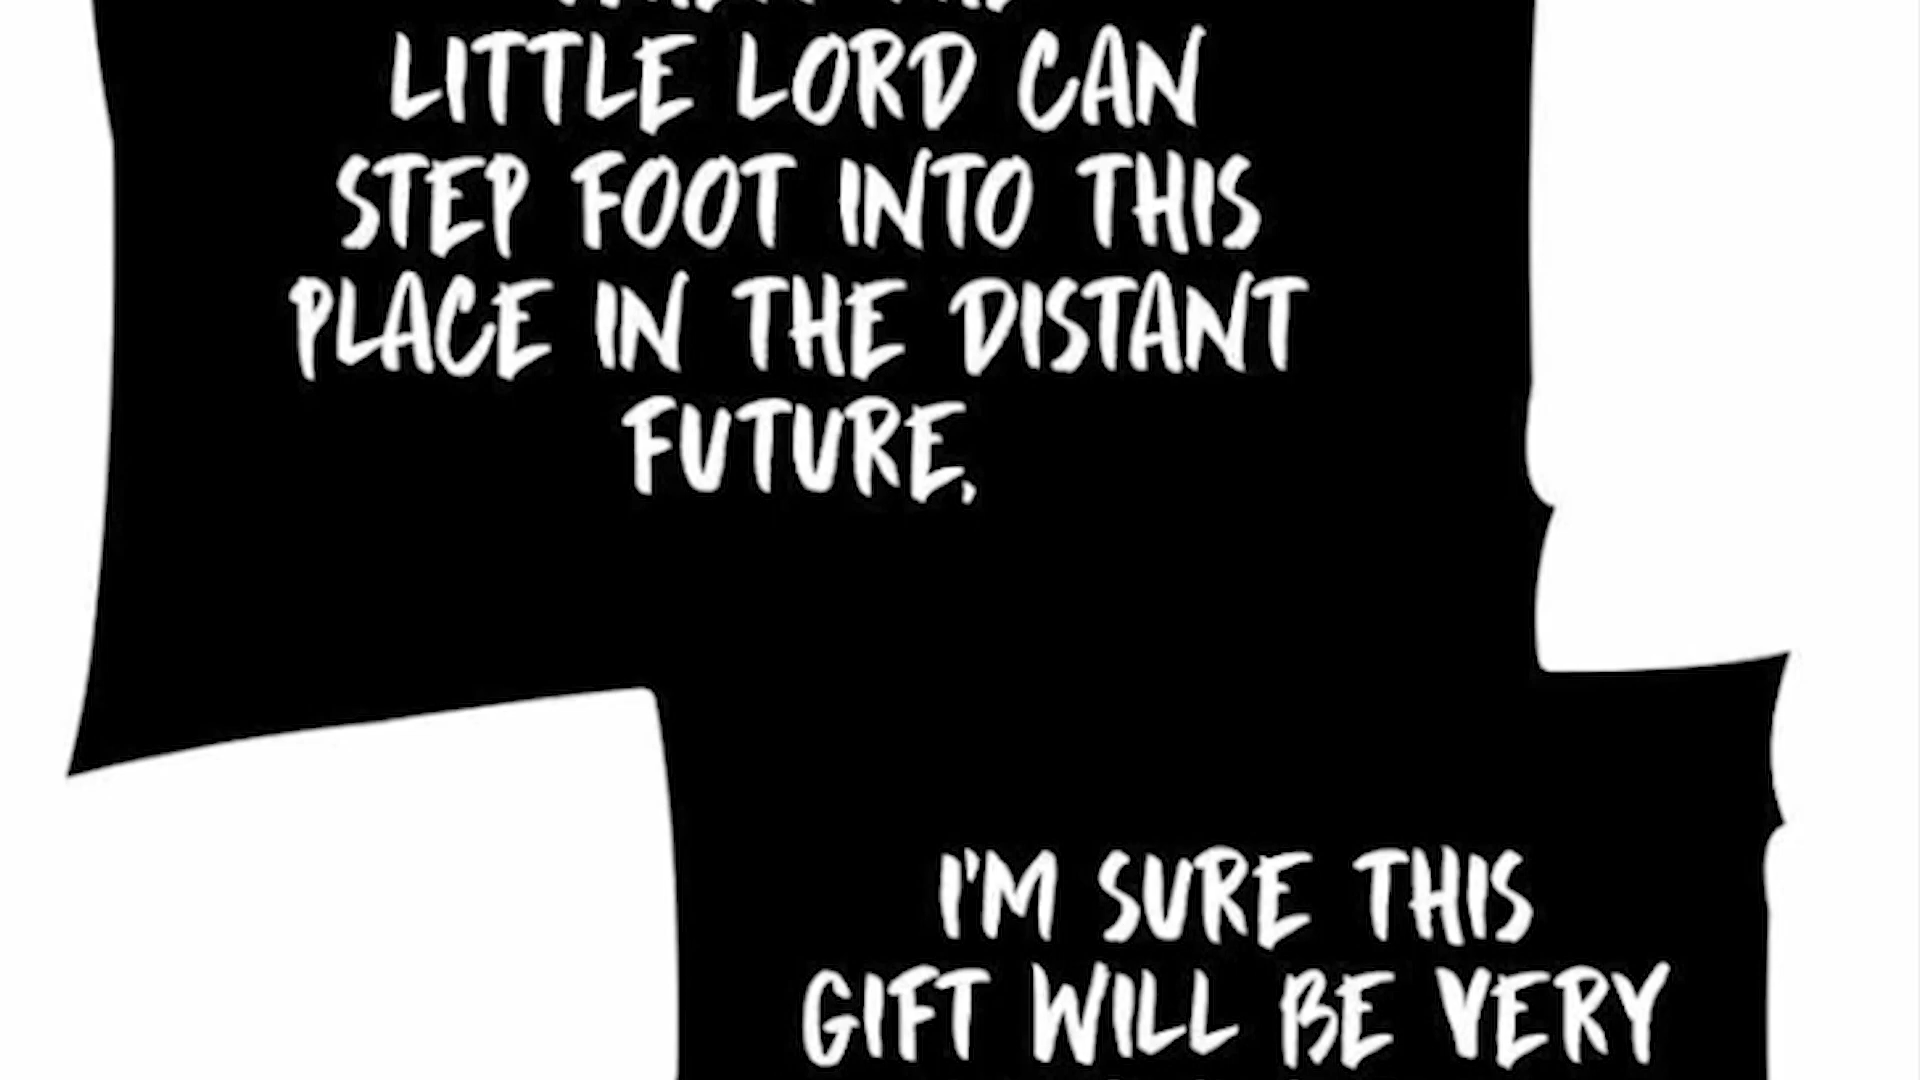 LITTLE LORD CAN
STEP FOOT INTO THIS
PLACE IN THE DISTANT
FUTURE,
I'M SURE THIS
GIFT WILL BE VERY